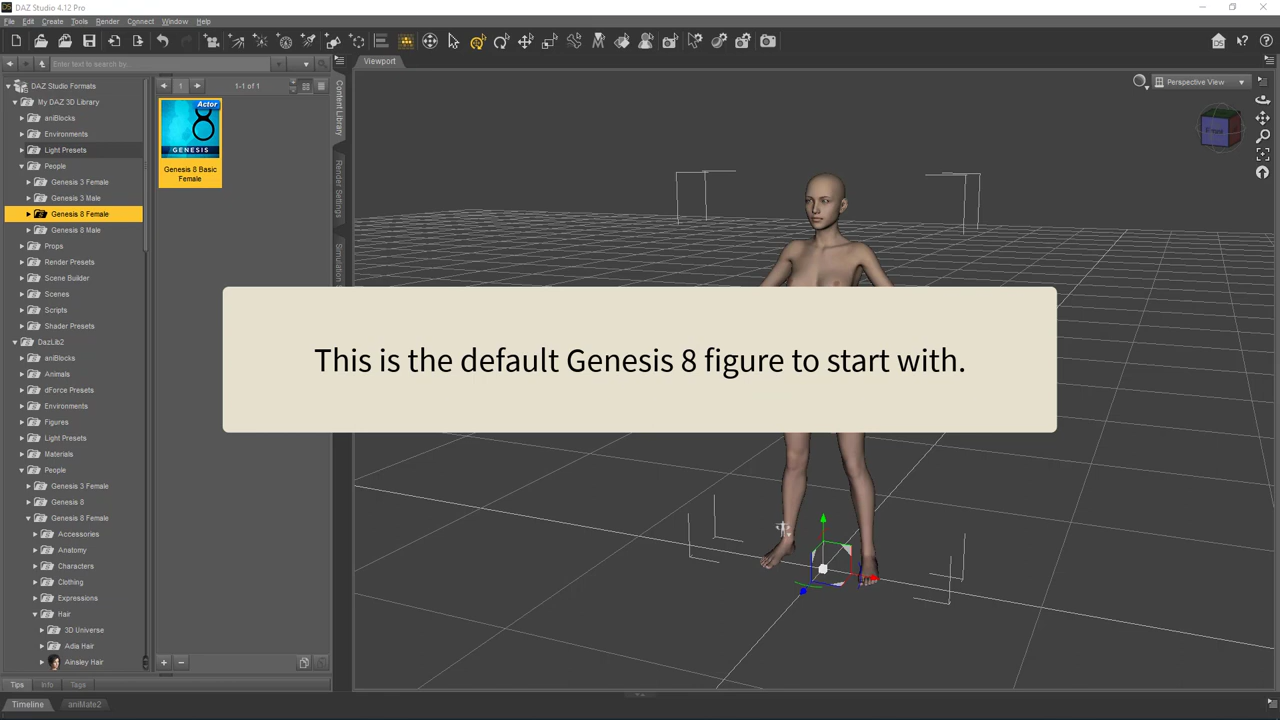 DAZ Studio 4.12 Pro
File Edit Create Tools Render Connect Window Help
Enter text to search by...
1
1-1 of 1
DAZ Studio Formats
My DAZ 3D Library
aniBlocks
Environments
Light Presets
People
Genesis 3 Female
Genesis 3 Male
Genesis 8 Female
Genesis 8 Male
Props
Render Presets
Scene Builder
Scenes
Scripts
Shader Presets
DazLib2
aniBlocks
Animals
dForce Presets
Environments
Figures
Light Presets
Materials
People
Genesis 3 Female
Genesis 8
Genesis 8 Female
Accessories
Anatomy
Characters
Clothing
Expressions
Hair
3D Universe
Adia Hair
Ainsley Hair
Actor
GENESIS
Genesis 8 Basic
Female
Content Library
Render Settings
Simulation
Viewport
Perspective View
This is the default Genesis 8 figure to start with.
Tips Info Tags
Timeline aniMate2